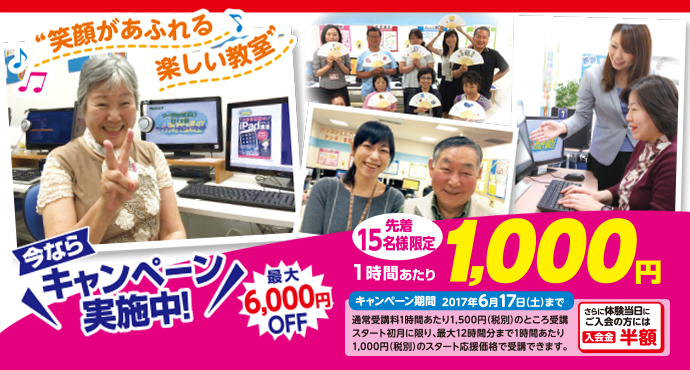 “笑顔があふれる
楽しい教室”
iPad
今なら
キャンペーン
実施中!
最大
6,000円
OFF
先着
15名様限定
1時間あたり
1,000円
キャンペーン期間 2017年6月17日(土)まで
通常受講料1時間あたり1,500円(税別)のところ受講
スタート初月に限り、最大12時間分まで1時間あたり
1,000円(税別)のスタート応援価格で受講できます。
さらに体験当日に
ご入会の方には
入会金 半額